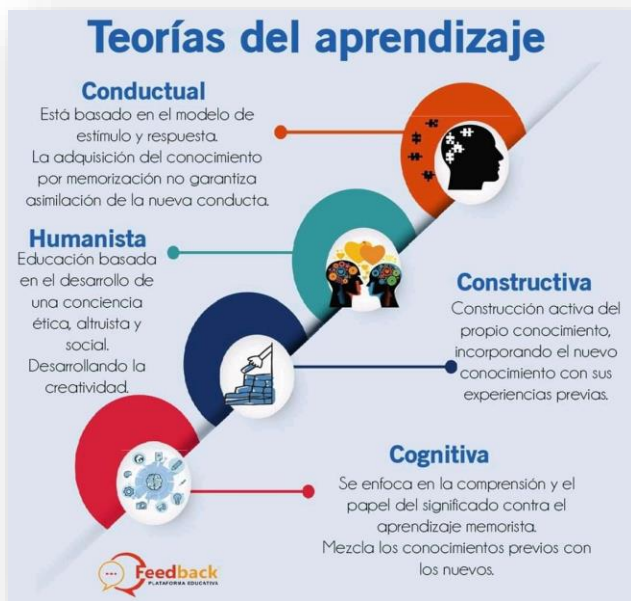 Teorías del aprendizaje
Conductual
Está basado en el modelo de
estímulo y respuesta.
La adquisición del conocimiento
por memorización no garantiza
asimilación de la nueva conducta.
Humanista
Educación basada
en el desarrollo de
una conciencia
ética, altruista y
social.
Desarrollando la
creatividad.
Constructiva
Construcción activa del
propio conocimiento,
incorporando el nuevo
conocimiento con sus
experiencias previas.
Cognitiva
Se enfoca en la comprensión y el
papel del significado contra el
aprendizaje memorista.
Mezcla los conocimientos previos con
los nuevos.
Feedback
PLATAFORMA EDUCATIVA